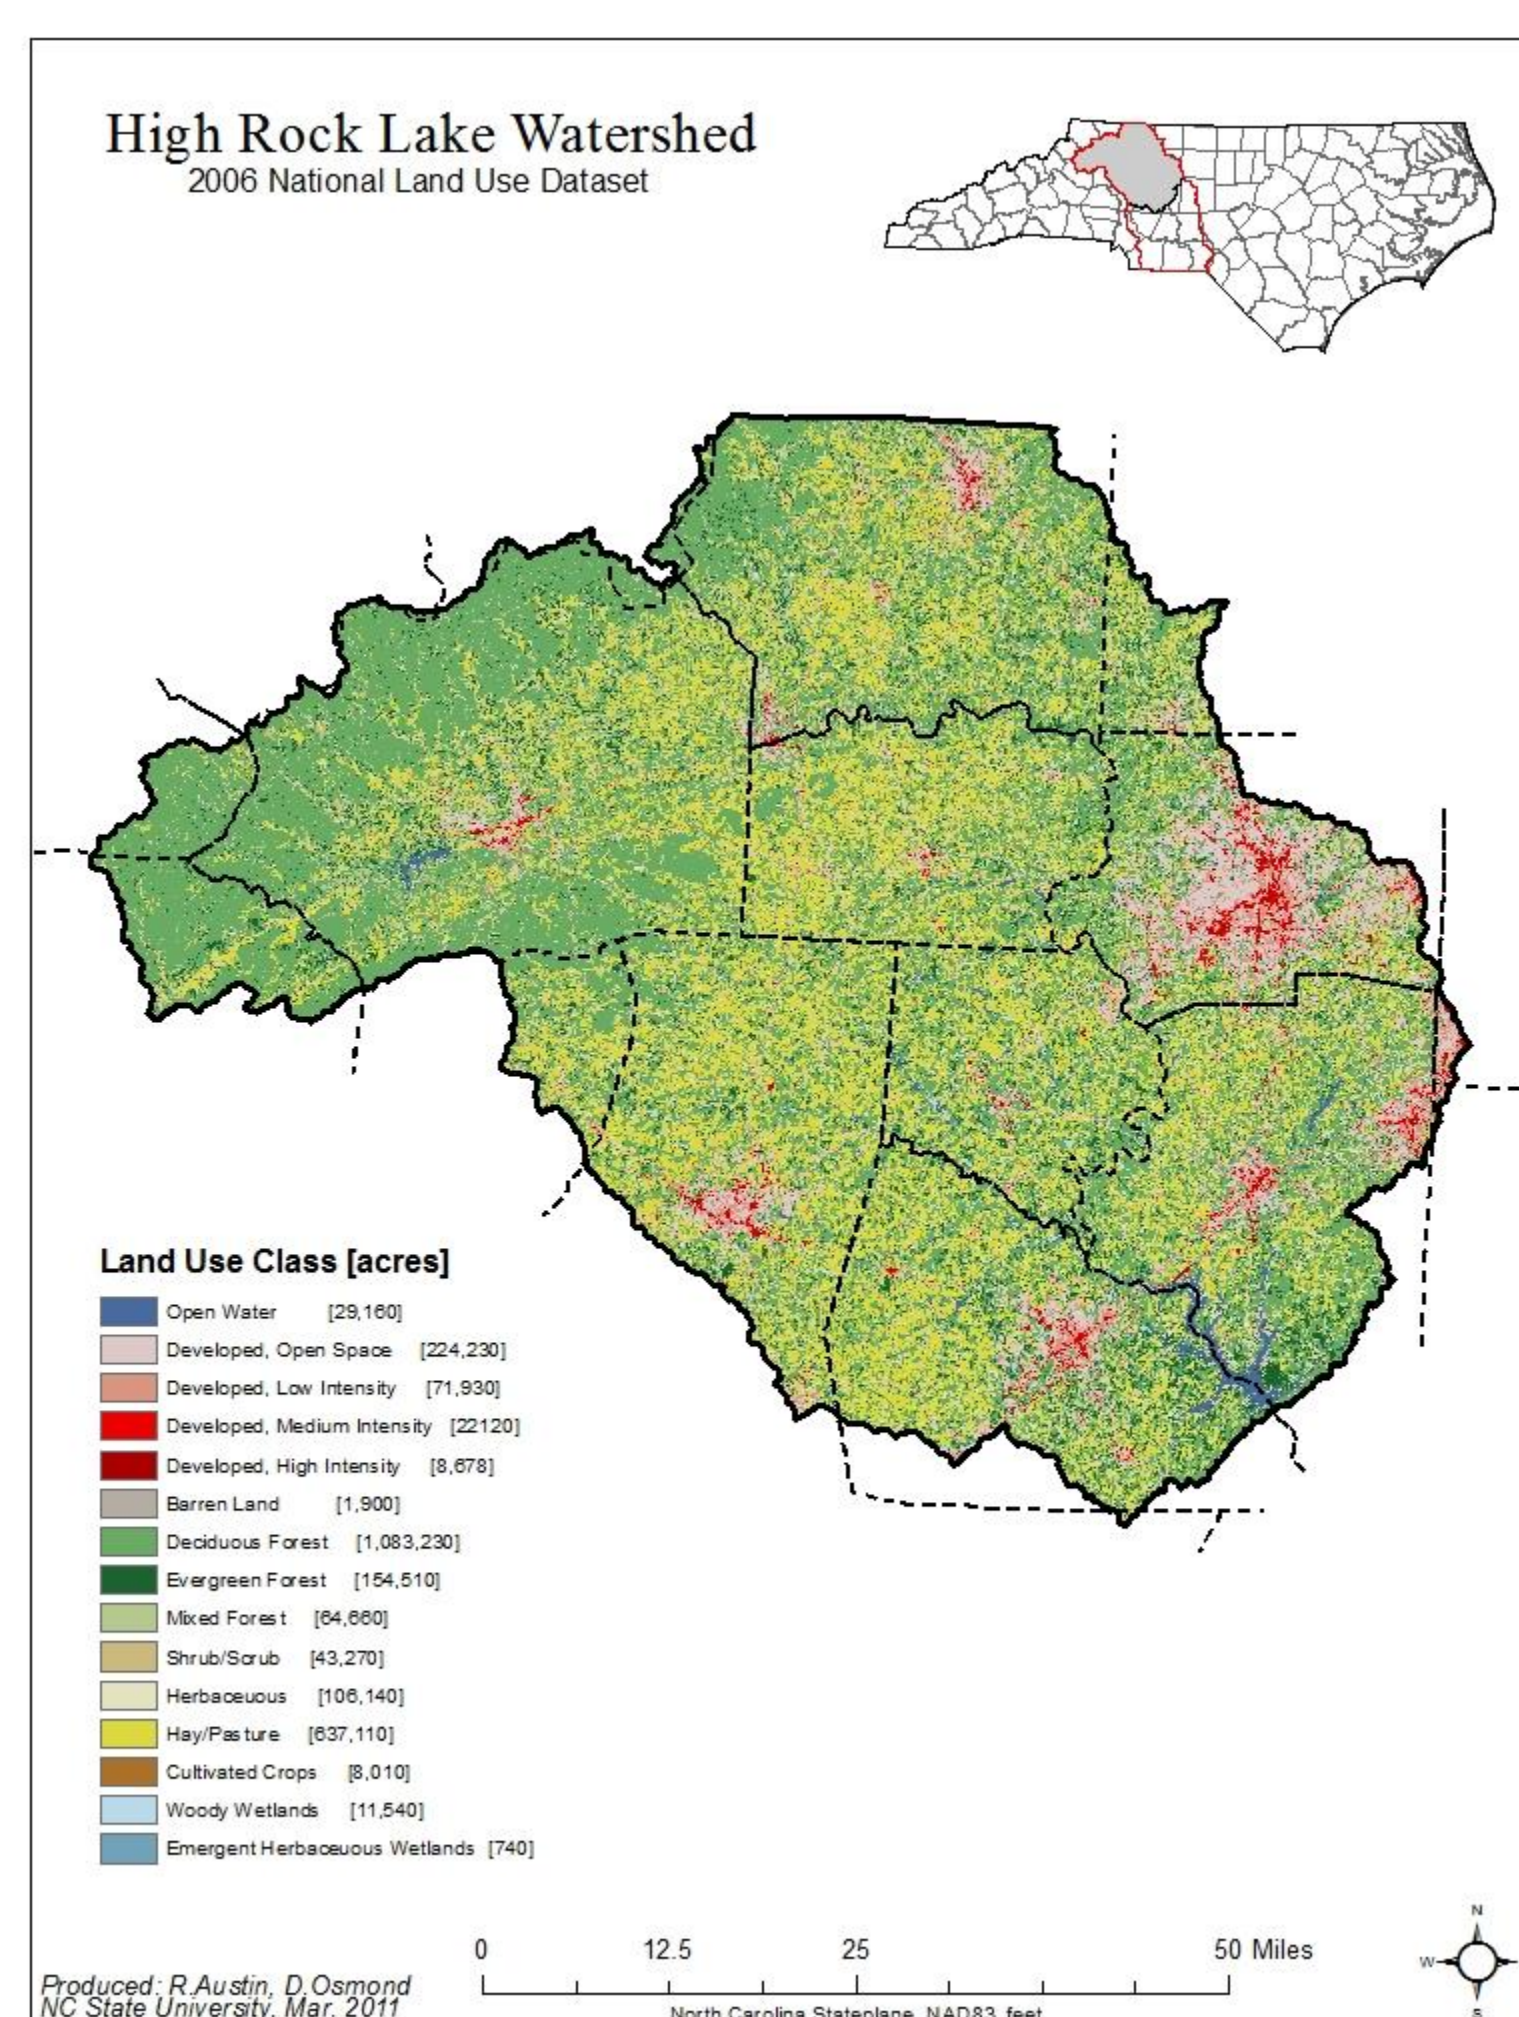 High Rock Lake Watershed
2006 National Land Use Dataset
Land Use Class [acres]
Open Water [29,160]
Developed, Open Space [224,230]
Developed, Low Intensity [71,930]
Developed, Medium Intensity [22120]
Developed, High Intensity [8,678]
Barren Land [1,900]
Deciduous Forest [1,083,230]
Evergreen Forest [154,510]
Mixed Forest [64,660]
Shrub/Scrub [43,270]
Herbaceuous [106,140]
Hay/Pasture [637,110]
Cultivated Crops [8,010]
Woody Wetlands [11,540]
Emergent Herbaceuous Wetlands [740]
0 12.5 25 50 Miles
N
W
S
Produced: R.Austin, D.Osmond
NC State University, Mar. 2011
North Carolina Stateplane, NAD83, feet